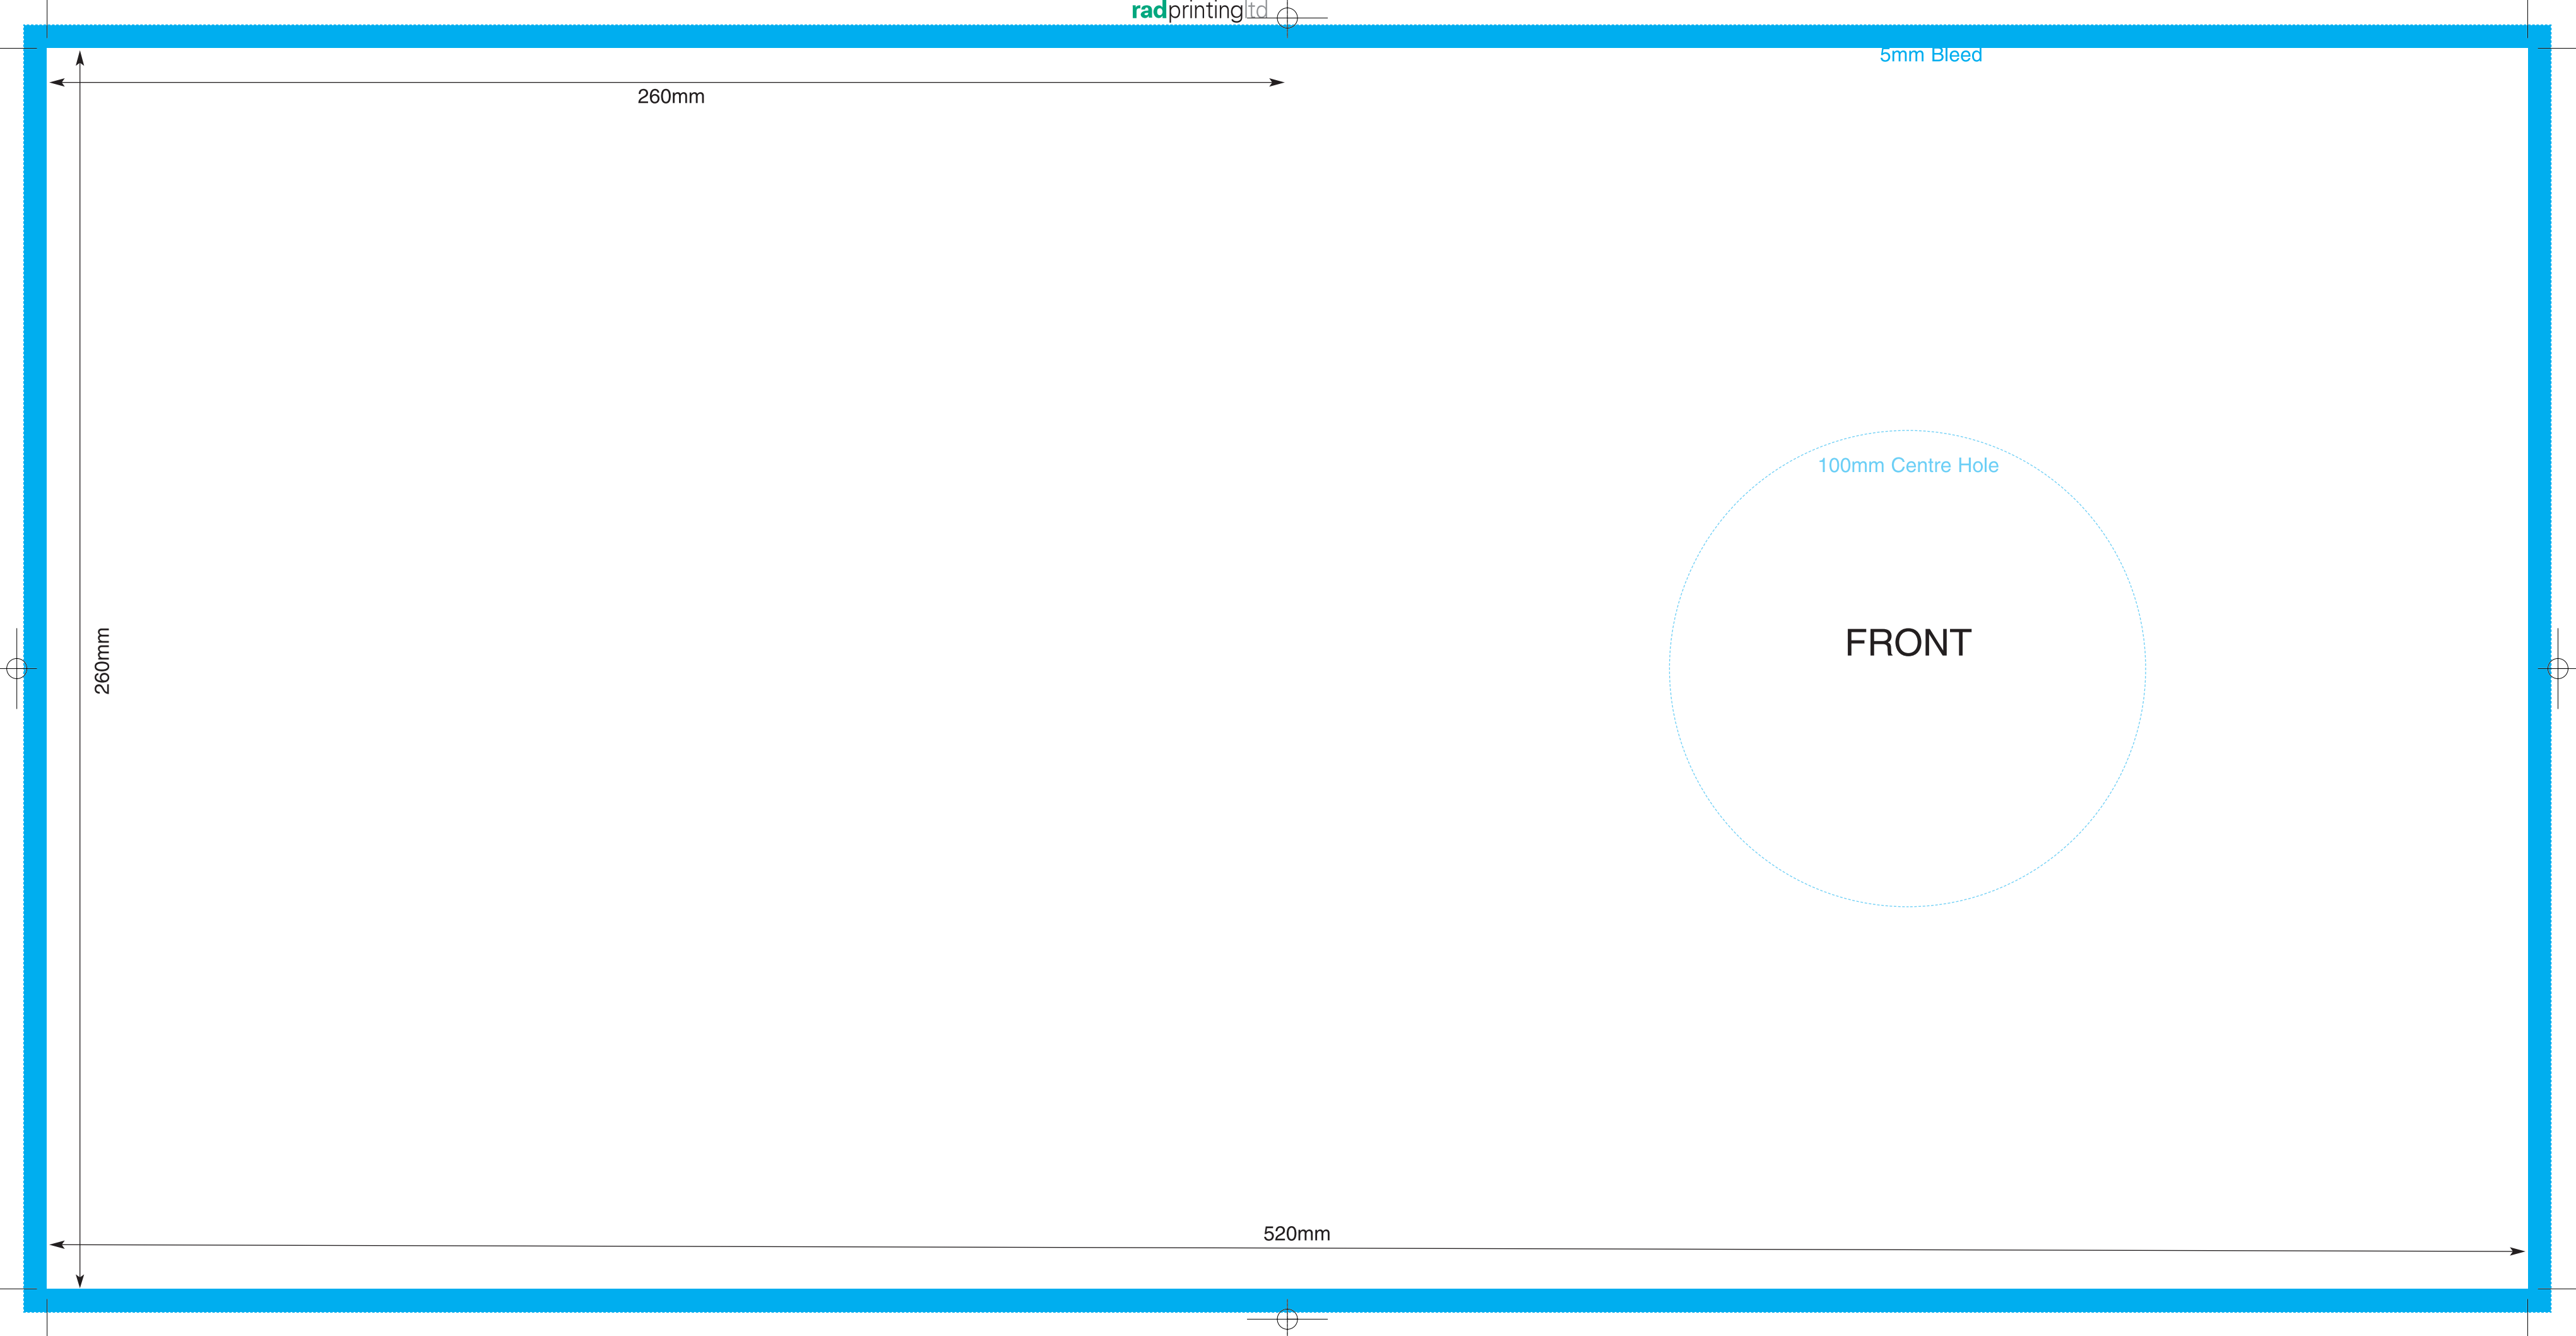 radprintingltd
5mm Bleed
260mm
100mm Centre Hole
FRONT
260mm
520mm